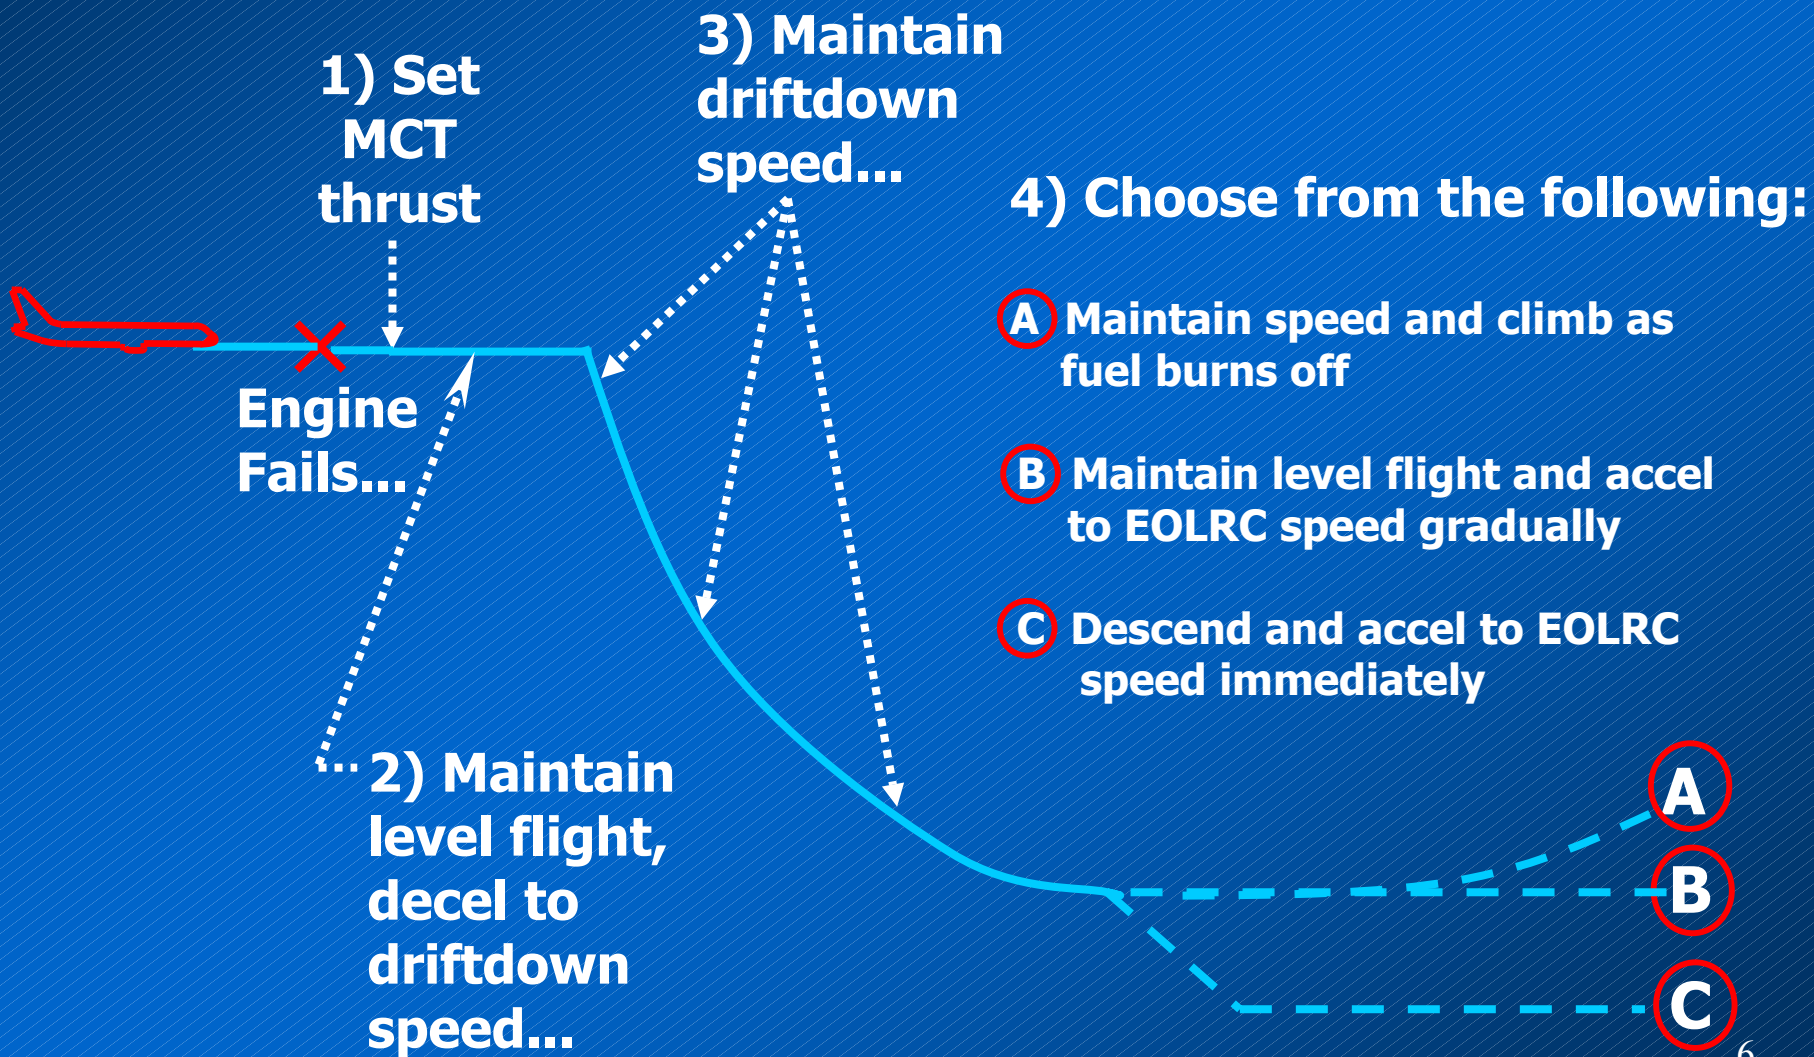 1) Set
MCT
thrust
Engine
Fails...
2) Maintain
level flight,
decel to
driftdown
speed...
3) Maintain
driftdown
speed...
4) Choose from the following:
A Maintain speed and climb as
fuel burns off
B Maintain level flight and accel
to EOLRC speed gradually
C Descend and accel to EOLRC
speed immediately
A
B
C
6